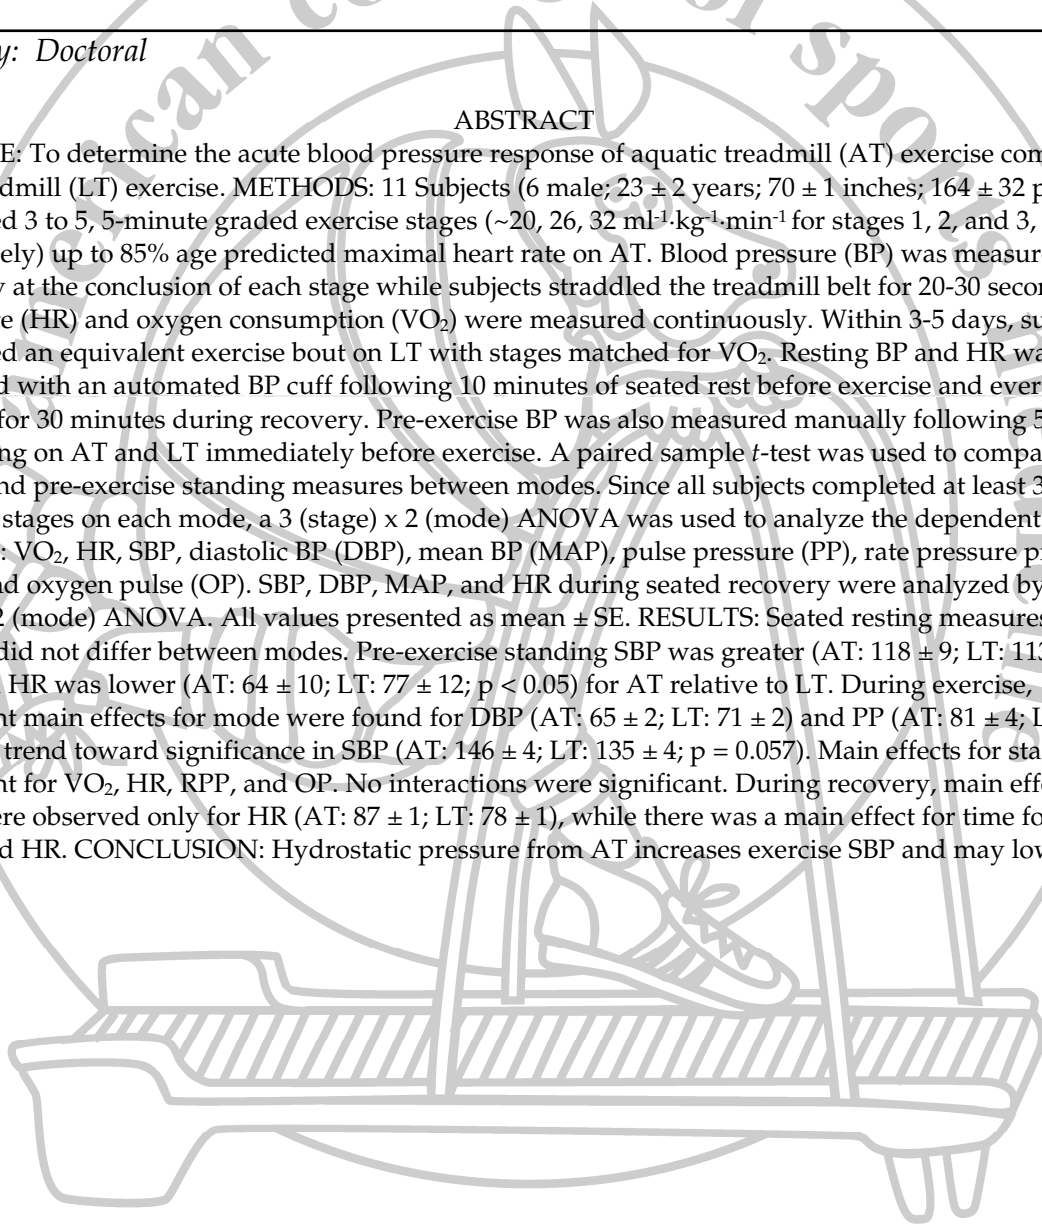 y: Doctoral
ABSTRACT
E: To determine the acute blood pressure response of aquatic treadmill (AT) exercise com
dmill (LT) exercise. METHODS: 11 Subjects (6 male; 23 ± 2 years; 70 ± 1 inches; 164 ± 32 p
ed 3 to 5, 5-minute graded exercise stages (~20, 26, 32 ml⁻¹·kg⁻¹·min⁻¹ for stages 1, 2, and 3,
ely) up to 85% age predicted maximal heart rate on AT. Blood pressure (BP) was measure
y at the conclusion of each stage while subjects straddled the treadmill belt for 20-30 secon
e (HR) and oxygen consumption (VO₂) were measured continuously. Within 3-5 days, su
ed an equivalent exercise bout on LT with stages matched for VO₂. Resting BP and HR wa
d with an automated BP cuff following 10 minutes of seated rest before exercise and ever
for 30 minutes during recovery. Pre-exercise BP was also measured manually following 5
ng on AT and LT immediately before exercise. A paired sample t-test was used to compa
nd pre-exercise standing measures between modes. Since all subjects completed at least 3
stages on each mode, a 3 (stage) x 2 (mode) ANOVA was used to analyze the dependent
: VO₂, HR, SBP, diastolic BP (DBP), mean BP (MAP), pulse pressure (PP), rate pressure p
nd oxygen pulse (OP). SBP, DBP, MAP, and HR during seated recovery were analyzed by
2 (mode) ANOVA. All values presented as mean ± SE. RESULTS: Seated resting measures
did not differ between modes. Pre-exercise standing SBP was greater (AT: 118 ± 9; LT: 113
HR was lower (AT: 64 ± 10; LT: 77 ± 12; p < 0.05) for AT relative to LT. During exercise,
nt main effects for mode were found for DBP (AT: 65 ± 2; LT: 71 ± 2) and PP (AT: 81 ± 4; L
trend toward significance in SBP (AT: 146 ± 4; LT: 135 ± 4; p = 0.057). Main effects for sta
nt for VO₂, HR, RPP, and OP. No interactions were significant. During recovery, main effe
ere observed only for HR (AT: 87 ± 1; LT: 78 ± 1), while there was a main effect for time fo
d HR. CONCLUSION: Hydrostatic pressure from AT increases exercise SBP and may low